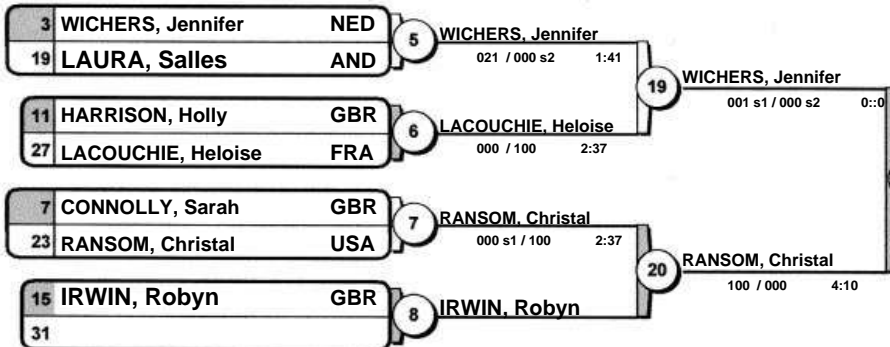 3 WICHERS, Jennifer NED
19 LAURA, Salles AND
5
WICHERS, Jennifer
021 / 000 s2 1:41
11 HARRISON, Holly GBR
27 LACOUCHIE, Heloise FRA
6
LACOUCHIE, Heloise
000 / 100 2:37
19
WICHERS, Jennifer
001 s1 / 000 s2 0::0
7 CONNOLLY, Sarah GBR
23 RANSOM, Christal USA
7
RANSOM, Christal
000 s1 / 100 2:37
15 IRWIN, Robyn GBR
31
8
IRWIN, Robyn
20
RANSOM, Christal
100 / 000 4:10